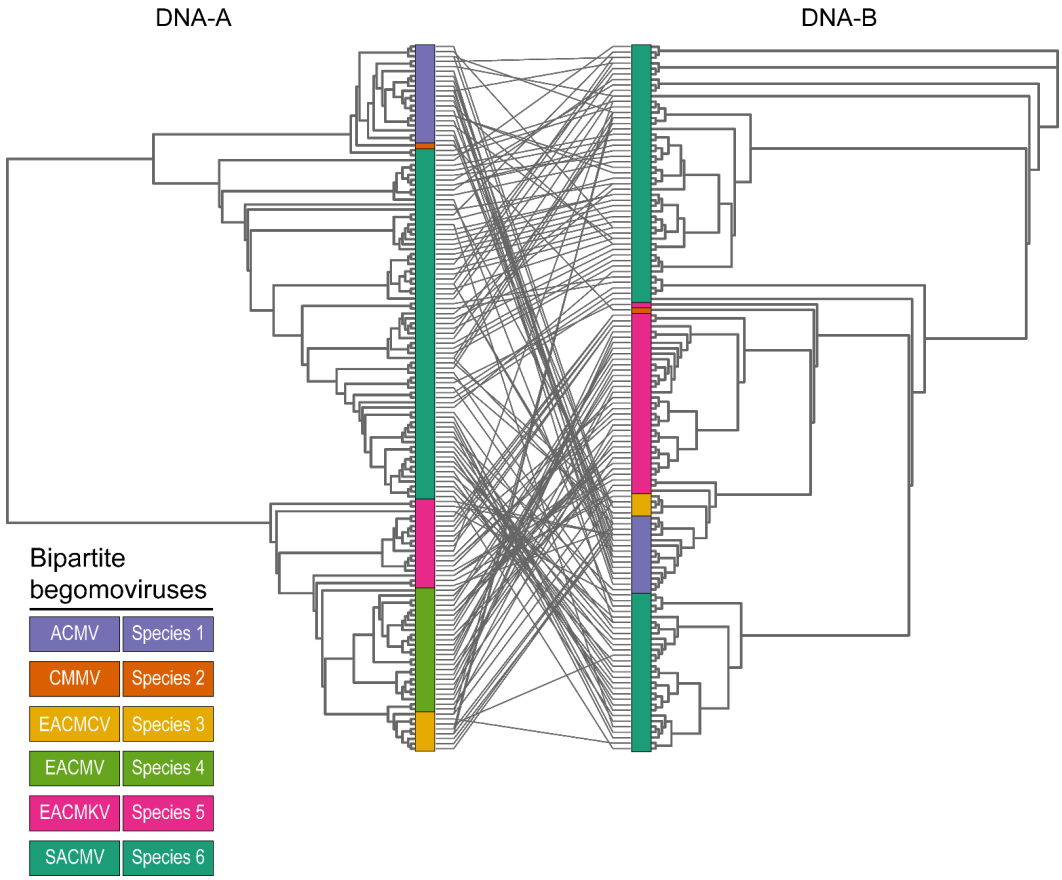 DNA-A
DNA-B
Bipartite
begomoviruses
ACMV Species 1
CMMV Species 2
EACMCV Species 3
EACMV Species 4
EACMKV Species 5
SACMV Species 6